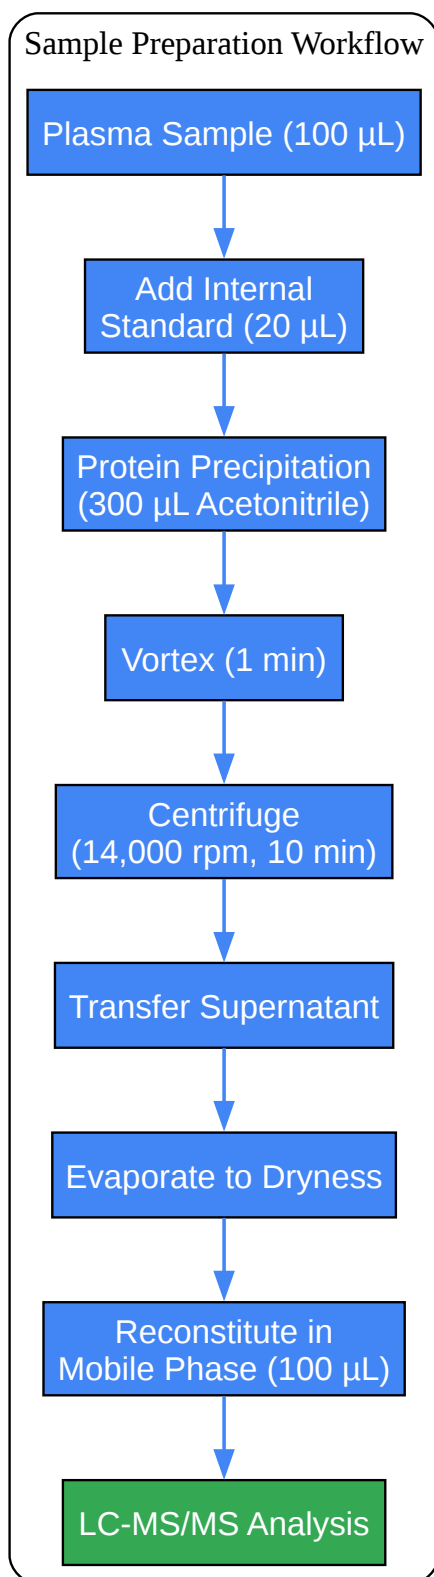 Sample Preparation Workflow
Plasma Sample (100 µL)
Add Internal
Standard (20 µL)
Protein Precipitation
(300 µL Acetonitrile)
Vortex (1 min)
Centrifuge
(14,000 rpm, 10 min)
Transfer Supernatant
Evaporate to Dryness
Reconstitute in
Mobile Phase (100 µL)
LC-MS/MS Analysis